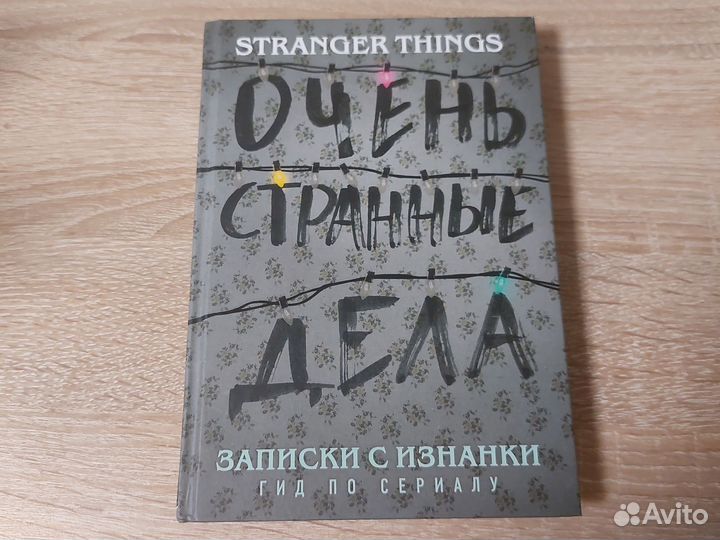 STRANGER THINGS
ОЧЕНЬ
СТРАННЫЕ
ДЕЛА
ЗАПИСКИ С ИЗНАНКИ
ГИД ПО СЕРИАЛУ
Avito